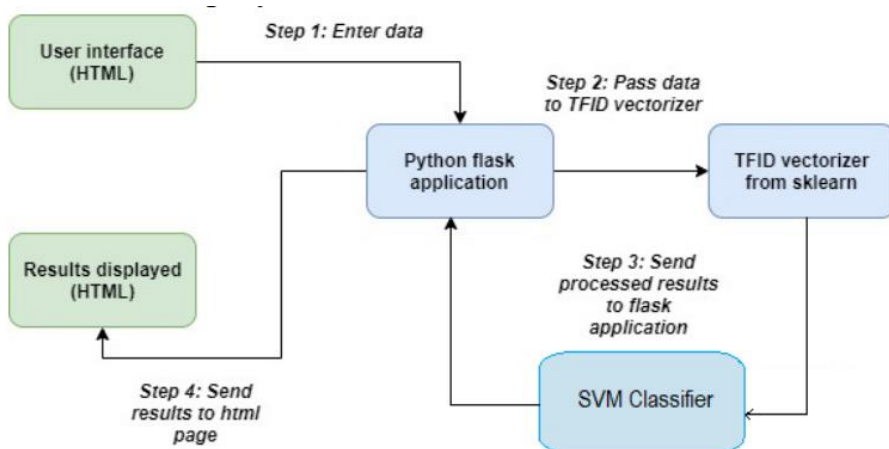 Step 1: Enter data
User interface
(HTML)
Step 2: Pass data
to TFID vectorizer
Python flask
application
TFID vectorizer
from sklearn
Results displayed
(HTML)
Step 3: Send
processed results
to flask
application
Step 4: Send
results to html
page
SVM Classifier